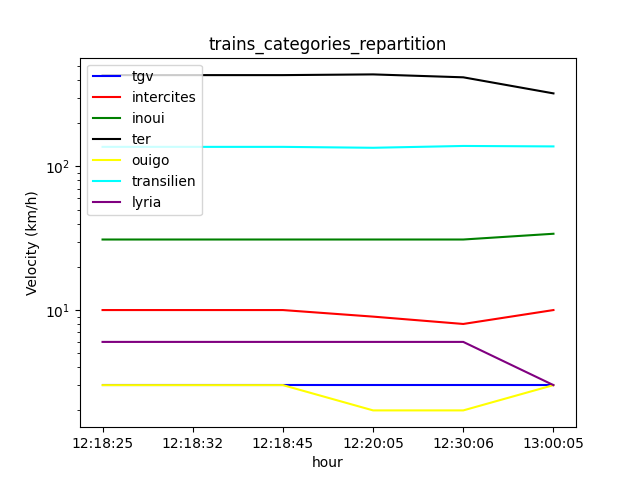 trains_categories_repartition
tgv
intercites
inoui
ter
ouigo
transilien
lyria
Velocity (km/h)
10²
10¹
12:18:25 12:18:32 12:18:45 12:20:05 12:30:06 13:00:05
hour